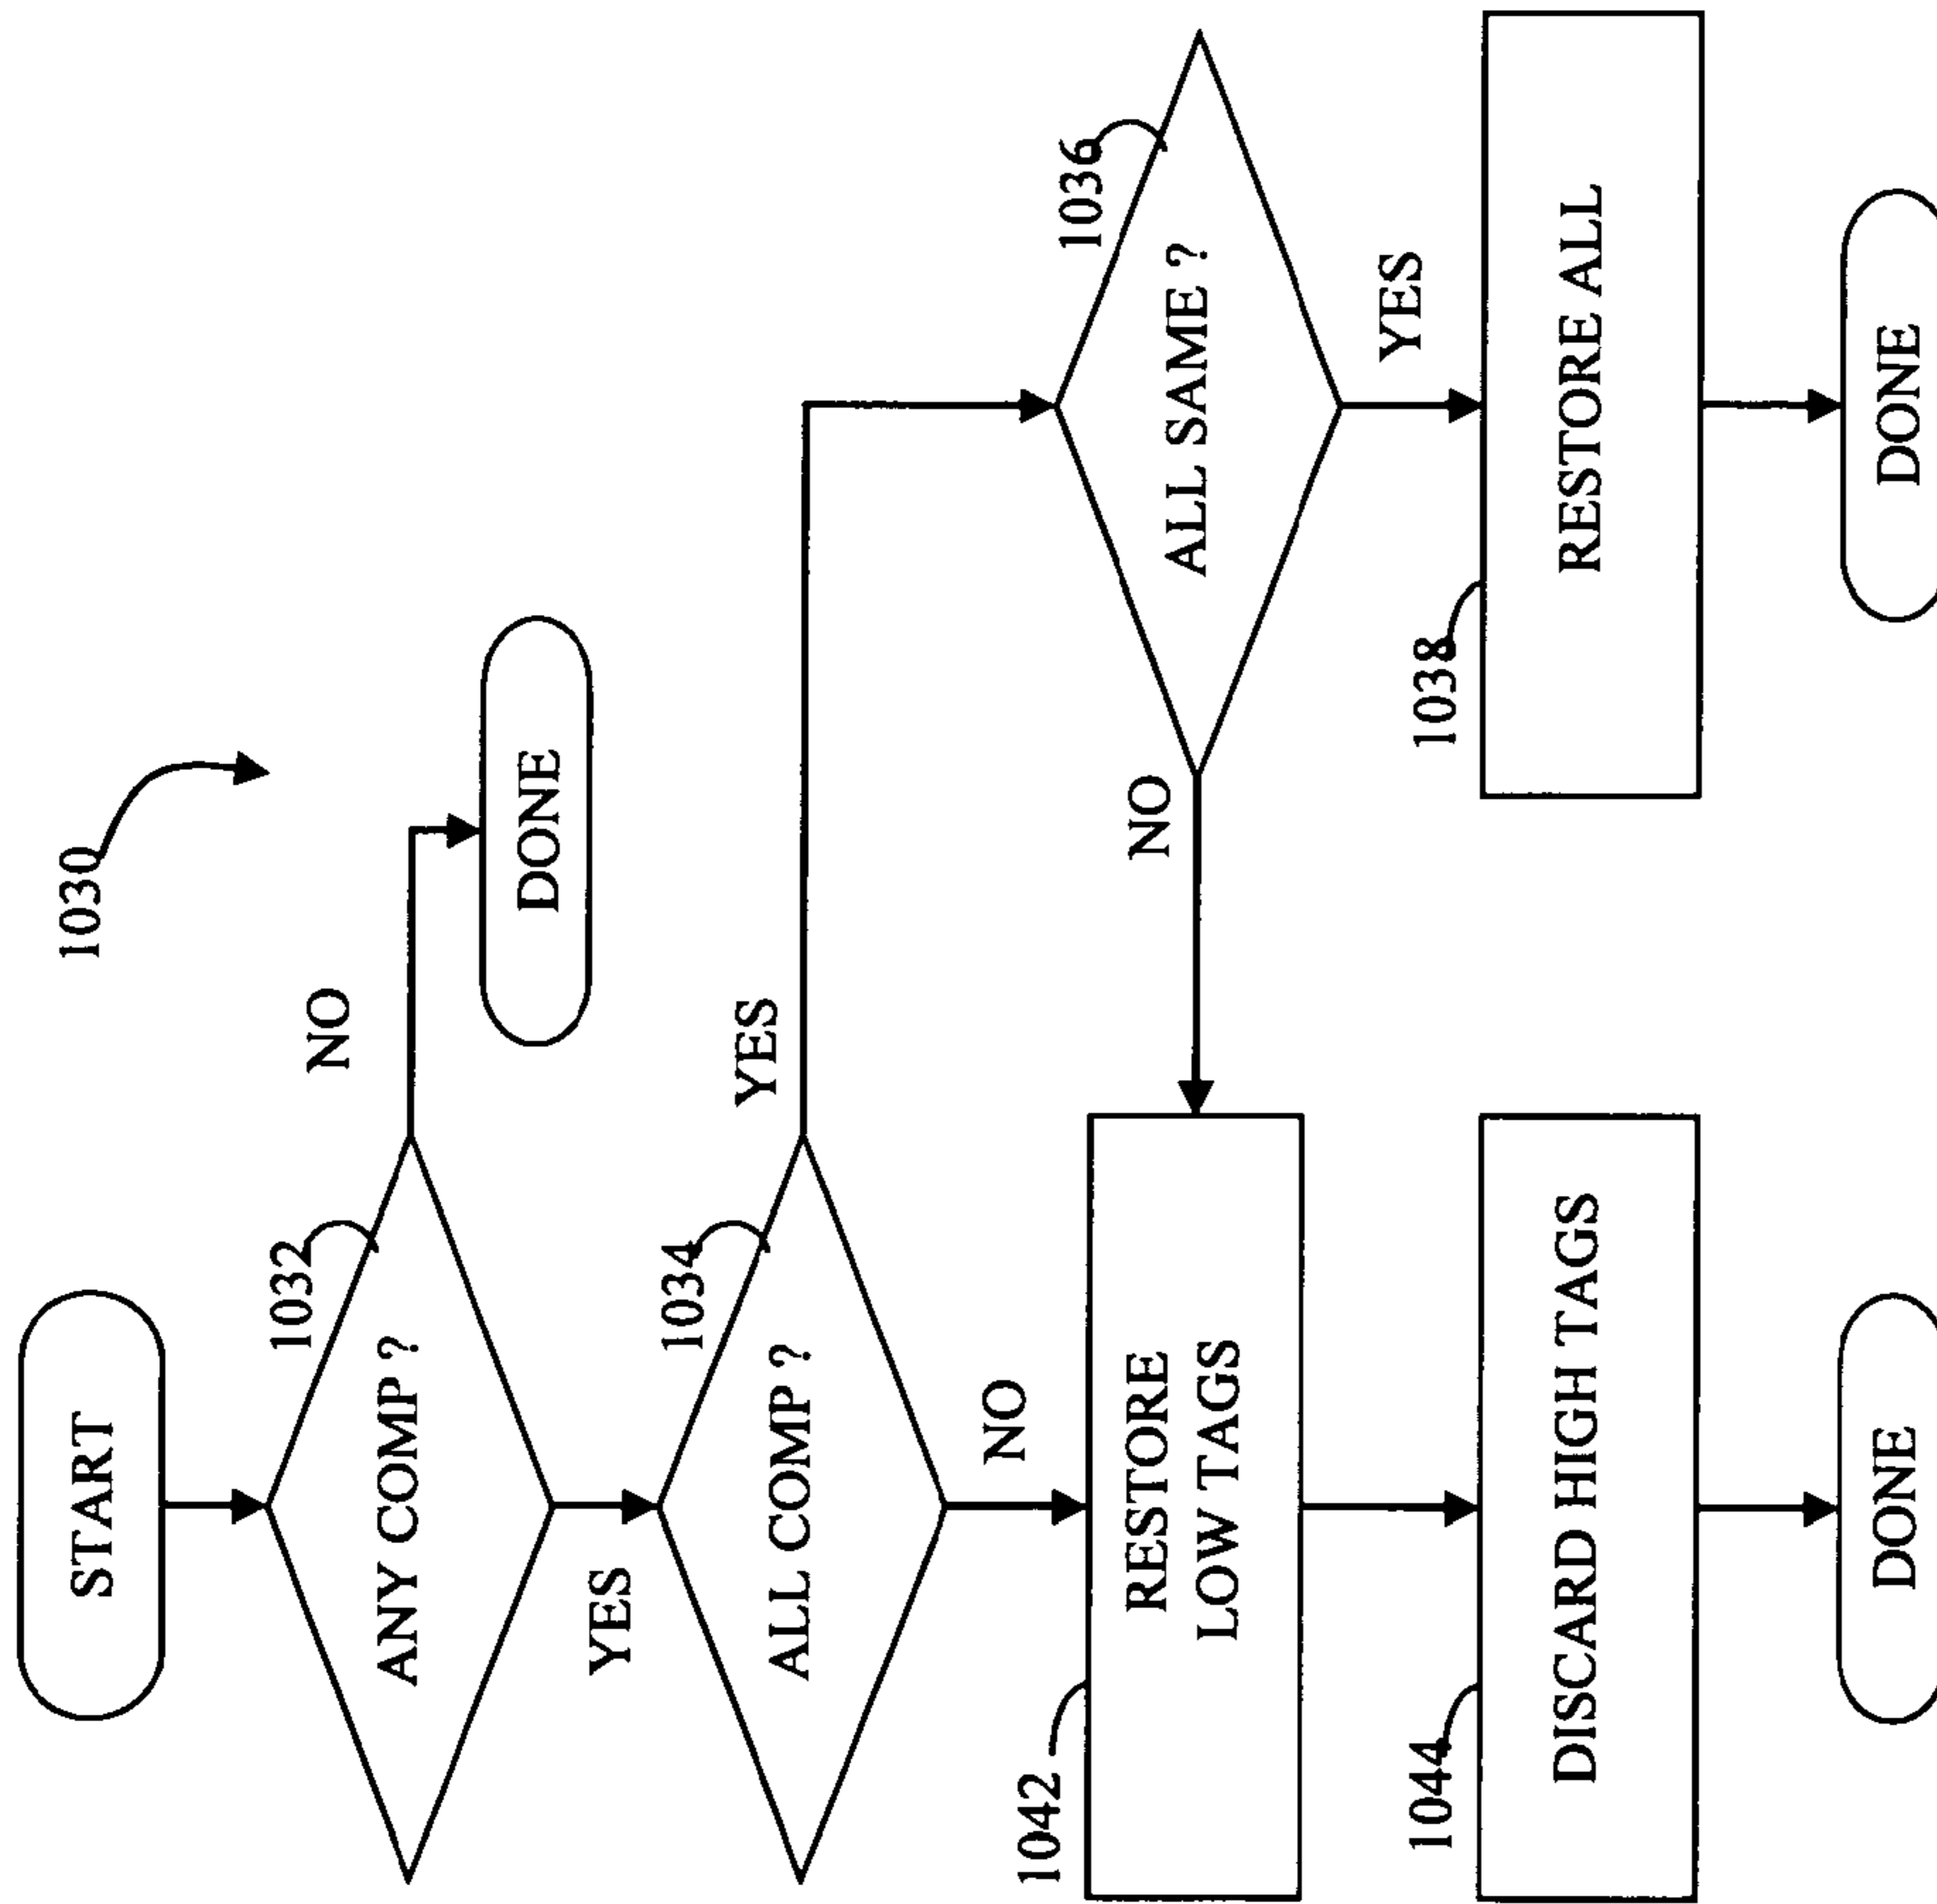 1030
START
1032
ANY COMP ?
NO
DONE
YES
1034
ALL COMP ?
YES
NO
1036
ALL SAME ?
NO
YES
1042
RESTORE
LOW TAGS
1038
RESTORE ALL
1044
DISCARD HIGH TAGS
DONE
DONE